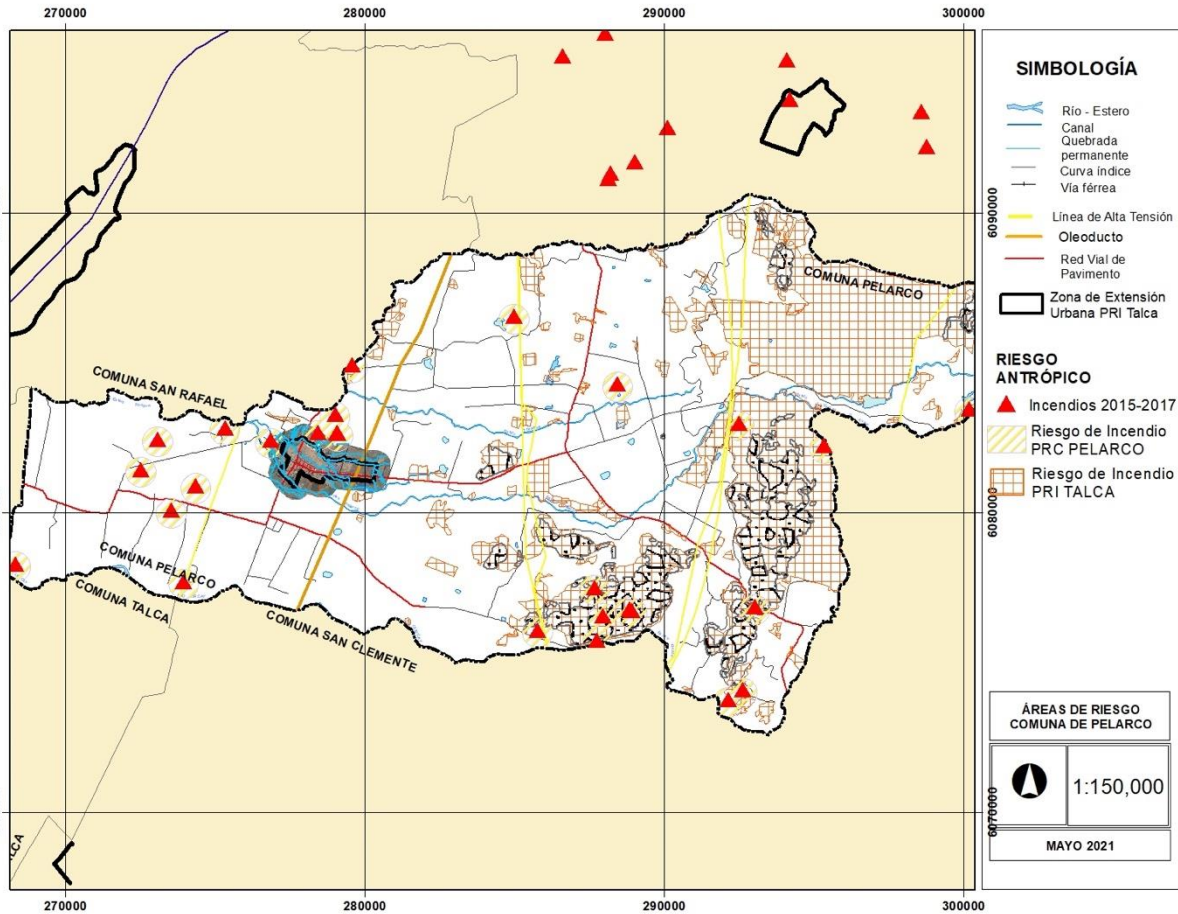 270000
280000
290000
300000
6090000
6080000
6070000
COMUNA PELARCO
COMUNA SAN RAFAEL
COMUNA PELARCO
COMUNA TALCA
COMUNA SAN CLEMENTE
270000
280000
290000
300000
SIMBOLOGÍA
Río - Estero
Canal
Quebrada
permanente
Curva índice
Vía férrea
Línea de Alta Tensión
Oleoducto
Red Vial de
Pavimento
Zona de Extensión
Urbana PRI Talca
RIESGO
ANTRÓPICO
Incendios 2015-2017
Riesgo de Incendio
PRC PELARCO
Riesgo de Incendio
PRI TALCA
ÁREAS DE RIESGO
COMUNA DE PELARCO
1:150,000
MAYO 2021